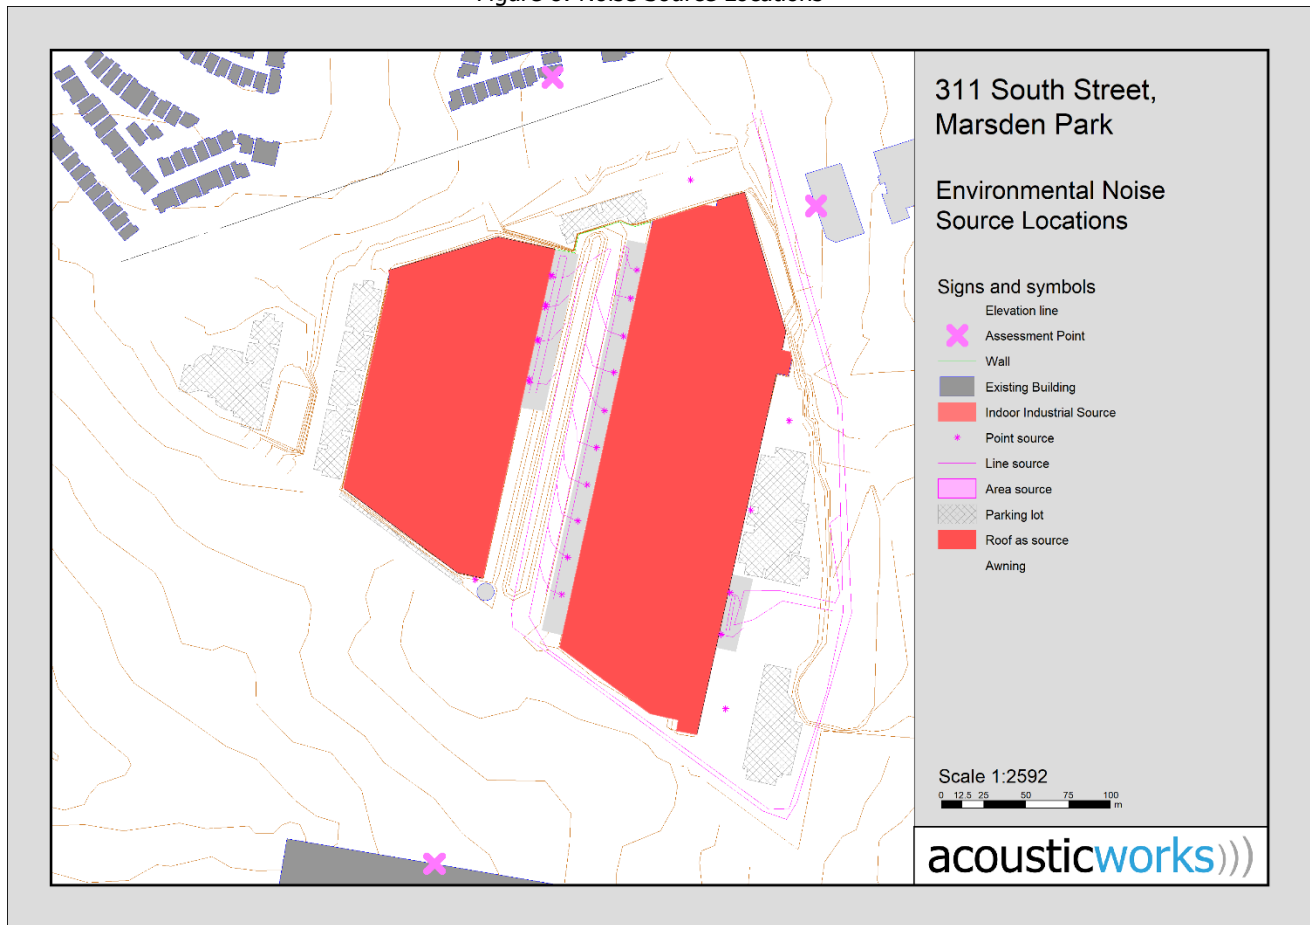 311 South Street,
Marsden Park
Environmental Noise
Source Locations
Signs and symbols
Elevation line
Assessment Point
Wall
Existing Building
Indoor Industrial Source
Point source
Line source
Area source
Parking lot
Roof as source
Awning
Scale 1:2592
0 12.5 25 50 75 100
m
acousticworks)))